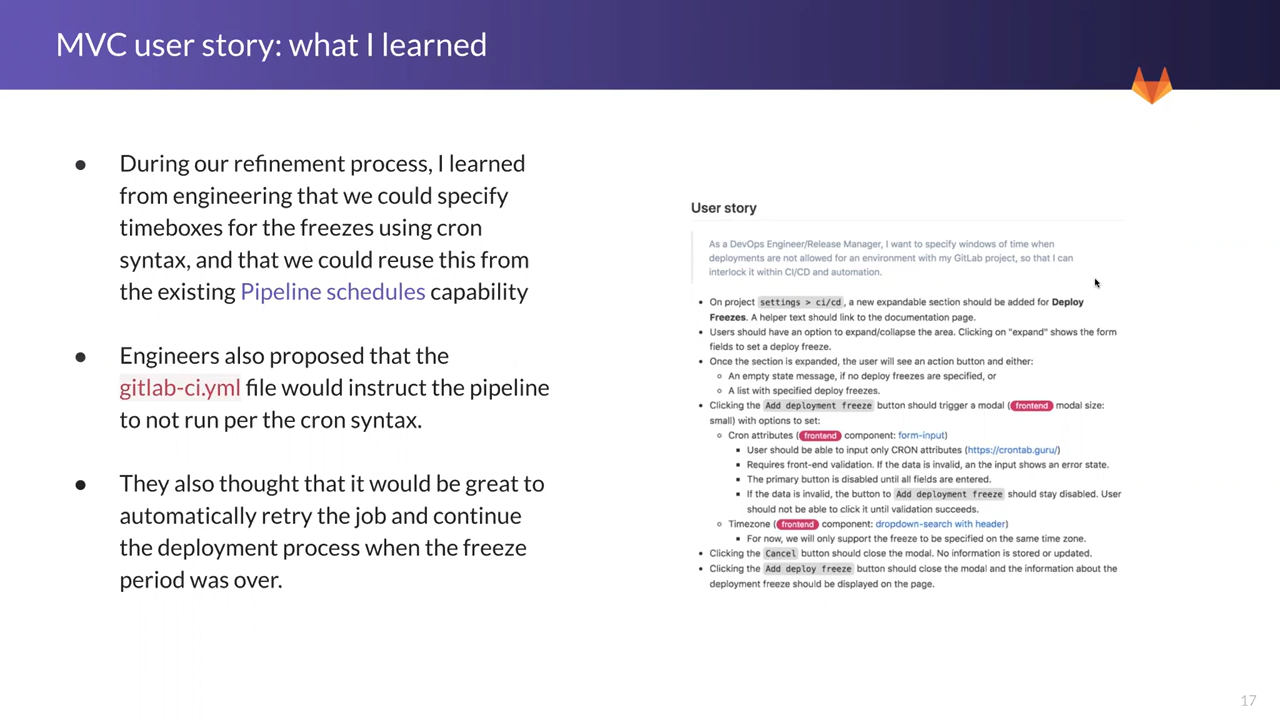 MVC user story: what I learned
● During our refinement process, I learned
from engineering that we could specify
timeboxes for the freezes using cron
syntax, and that we could reuse this from
the existing Pipeline schedules capability
● Engineers also proposed that the
gitlab-ci.yml file would instruct the pipeline
to not run per the cron syntax.
● They also thought that it would be great to
automatically retry the job and continue
the deployment process when the freeze
period was over.
User story
As a DevOps Engineer/Release Manager, I want to specify windows of time when
deployments are not allowed for an environment with my GitLab project, so that I can
interlock it within CI/CD and automation.
• On project settings > ci/cd, a new expandable section should be added for Deploy
Freezes. A helper text should link to the documentation page.
• Users should have an option to expand/collapse the area. Clicking on "expand" shows the form
fields to set a deploy freeze.
• Once the section is expanded, the user will see an action button and either:
○ An empty state message, if no deploy freezes are specified, or
○ A list with specified deploy freezes.
• Clicking the Add deployment freeze button should trigger a modal (frontend modal size:
small) with options to set:
○ Cron attributes (frontend component: form-input)
▪ User should be able to input only CRON attributes (https://crontab.guru/)
▪ Requires front-end validation. If the data is invalid, an the input shows an error state.
▪ The primary button is disabled until all fields are entered.
▪ If the data is invalid, the button to Add deployment freeze should stay disabled. User
should not be able to click it until validation succeeds.
○ Timezone (frontend component: dropdown-search with header)
▪ For now, we will only support the freeze to be specified on the same time zone.
• Clicking the Cancel button should close the modal. No information is stored or updated.
• Clicking the Add deploy freeze button should close the modal and the information about the
deployment freeze should be displayed on the page.
17